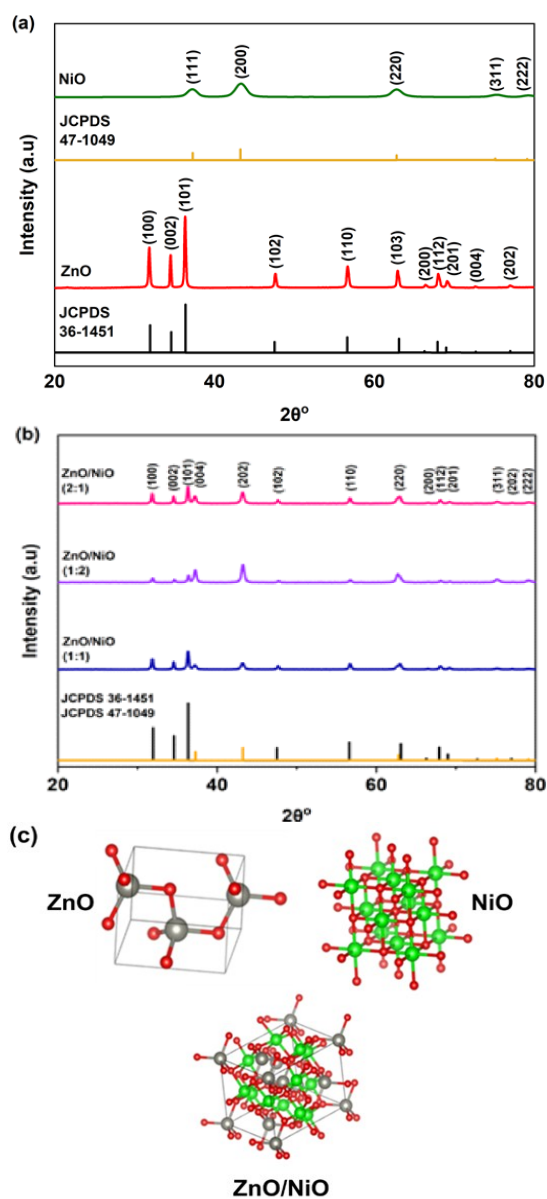 (a)
NiO
(111)
(200)
(220)
(311)
(222)
JCPDS
47-1049
ZnO
(100)
(002)
(101)
(102)
(110)
(103)
(200)
(112)
(201)
(004)
(202)
JCPDS
36-1451
Intensity (a.u)
20
40
60
80
2θº
(b)
ZnO/NiO
(2:1)
(100)
(002)
(101)
(004)
(202)
(102)
(110)
(220)
(200)
(112)
(201)
(311)
(202)
(222)
ZnO/NiO
(1:2)
ZnO/NiO
(1:1)
JCPDS 36-1451
JCPDS 47-1049
Intensity (a.u)
20
40
60
80
2θº
(c)
ZnO
NiO
ZnO/NiO